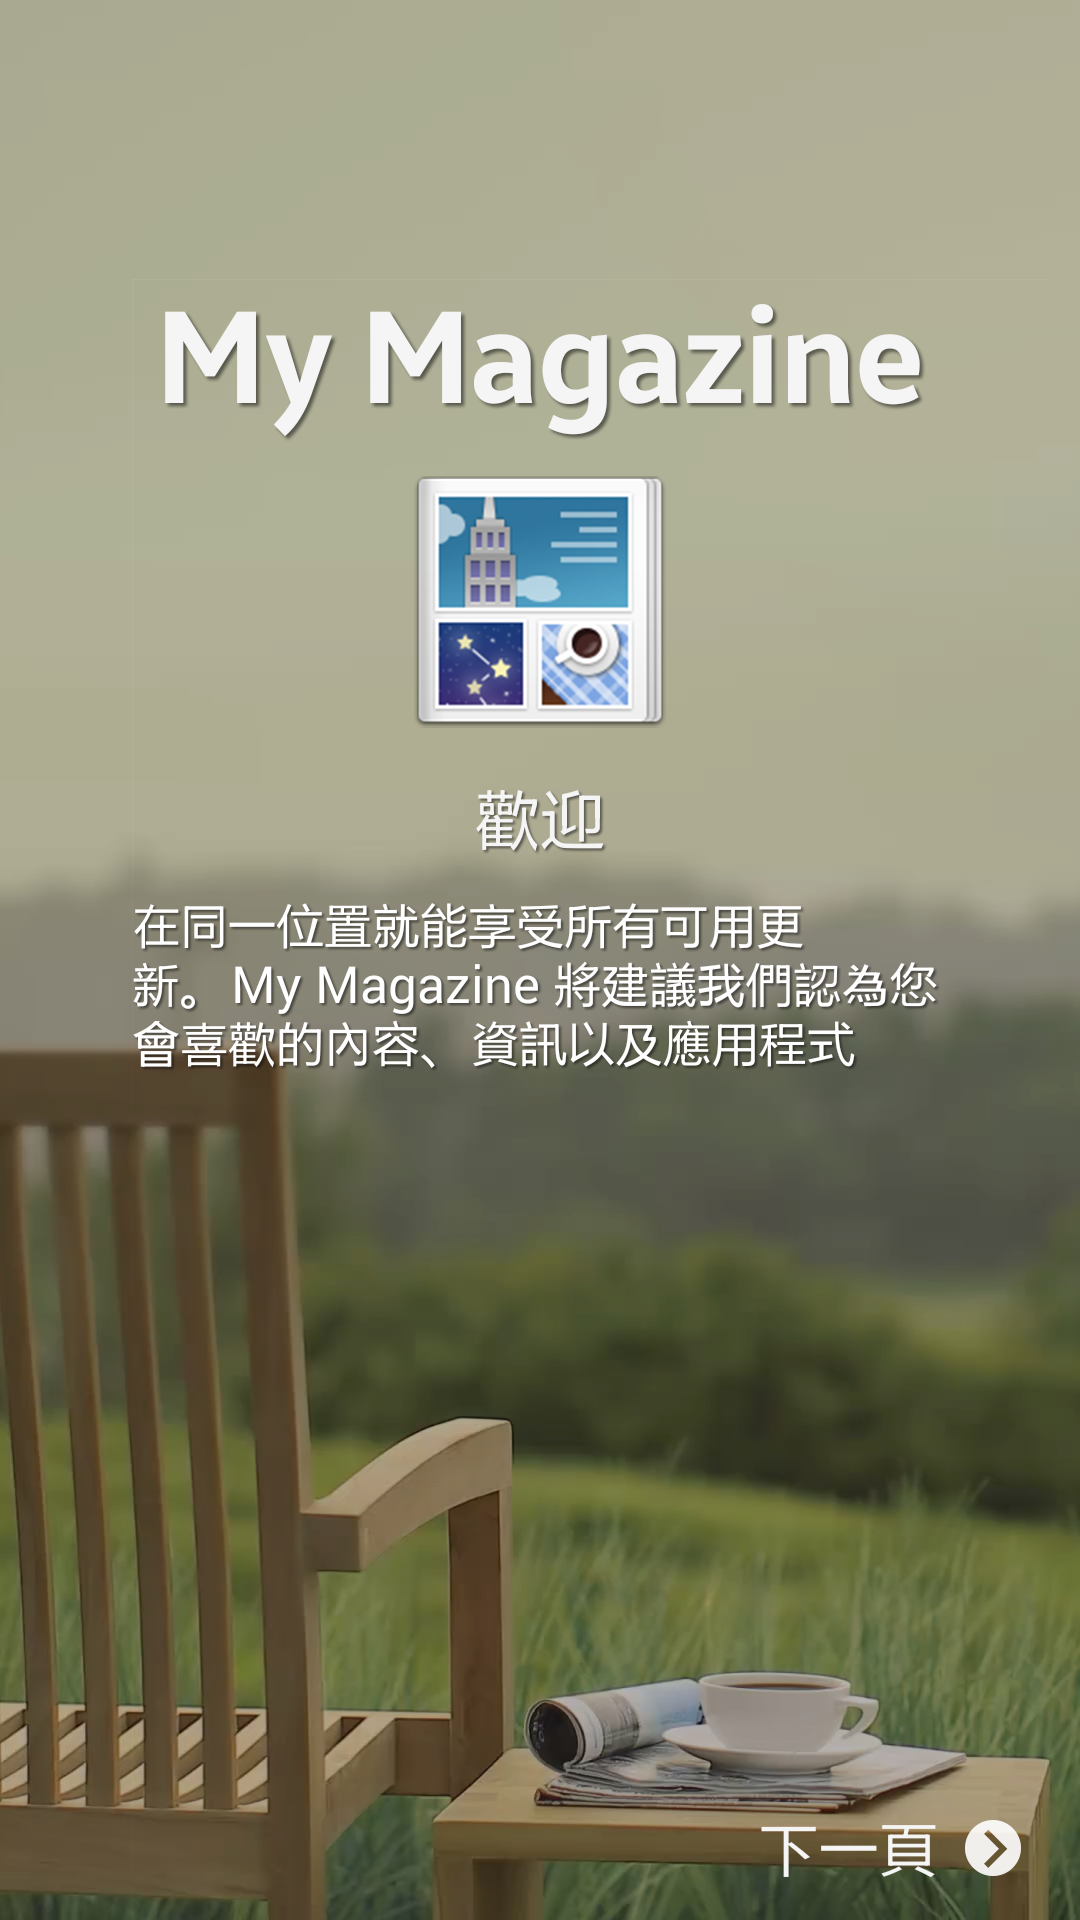 My Magazine
歡迎
在同一位置就能享受所有可用更
新。My Magazine 將建議我們認為您
會喜歡的內容、資訊以及應用程式
下一頁